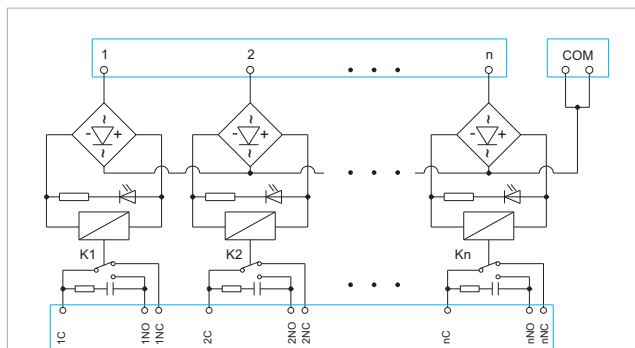 1 2 n COM
~ ~ ~
- + - + - +
~ ~ ~
K1 K2 Kn
1C 1NO 1NC 2C 2NO 2NC nC nNO nNC